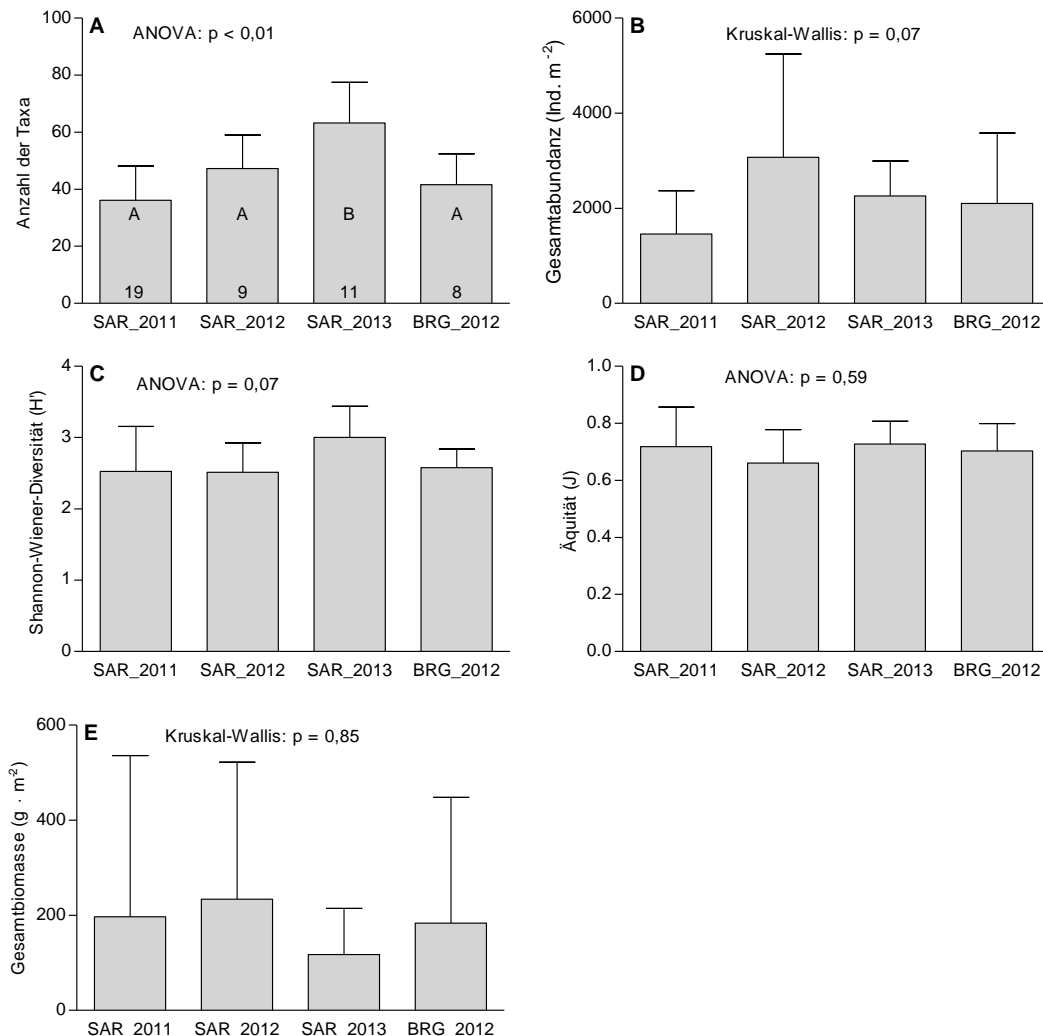 A
ANOVA: p < 0,01
Anzahl der Taxa
100
80
60
40
20
0
A
A
B
A
19
9
11
8
SAR_2011
SAR_2012
SAR_2013
BRG_2012
B
Kruskal-Wallis: p = 0,07
Gesamtabundanz (Ind. m-2)
6000
4000
2000
0
SAR_2011
SAR_2012
SAR_2013
BRG_2012
C
ANOVA: p = 0,07
Shannon-Wiener-Diversität (H')
4
3
2
1
0
SAR_2011
SAR_2012
SAR_2013
BRG_2012
D
ANOVA: p = 0,59
Äquität (J)
1.0
0.8
0.6
0.4
0.2
0.0
SAR_2011
SAR_2012
SAR_2013
BRG_2012
E
Kruskal-Wallis: p = 0,85
Gesamtbiomasse (g · m-2)
600
400
200
0
SAR_2011
SAR_2012
SAR_2013
BRG_2012